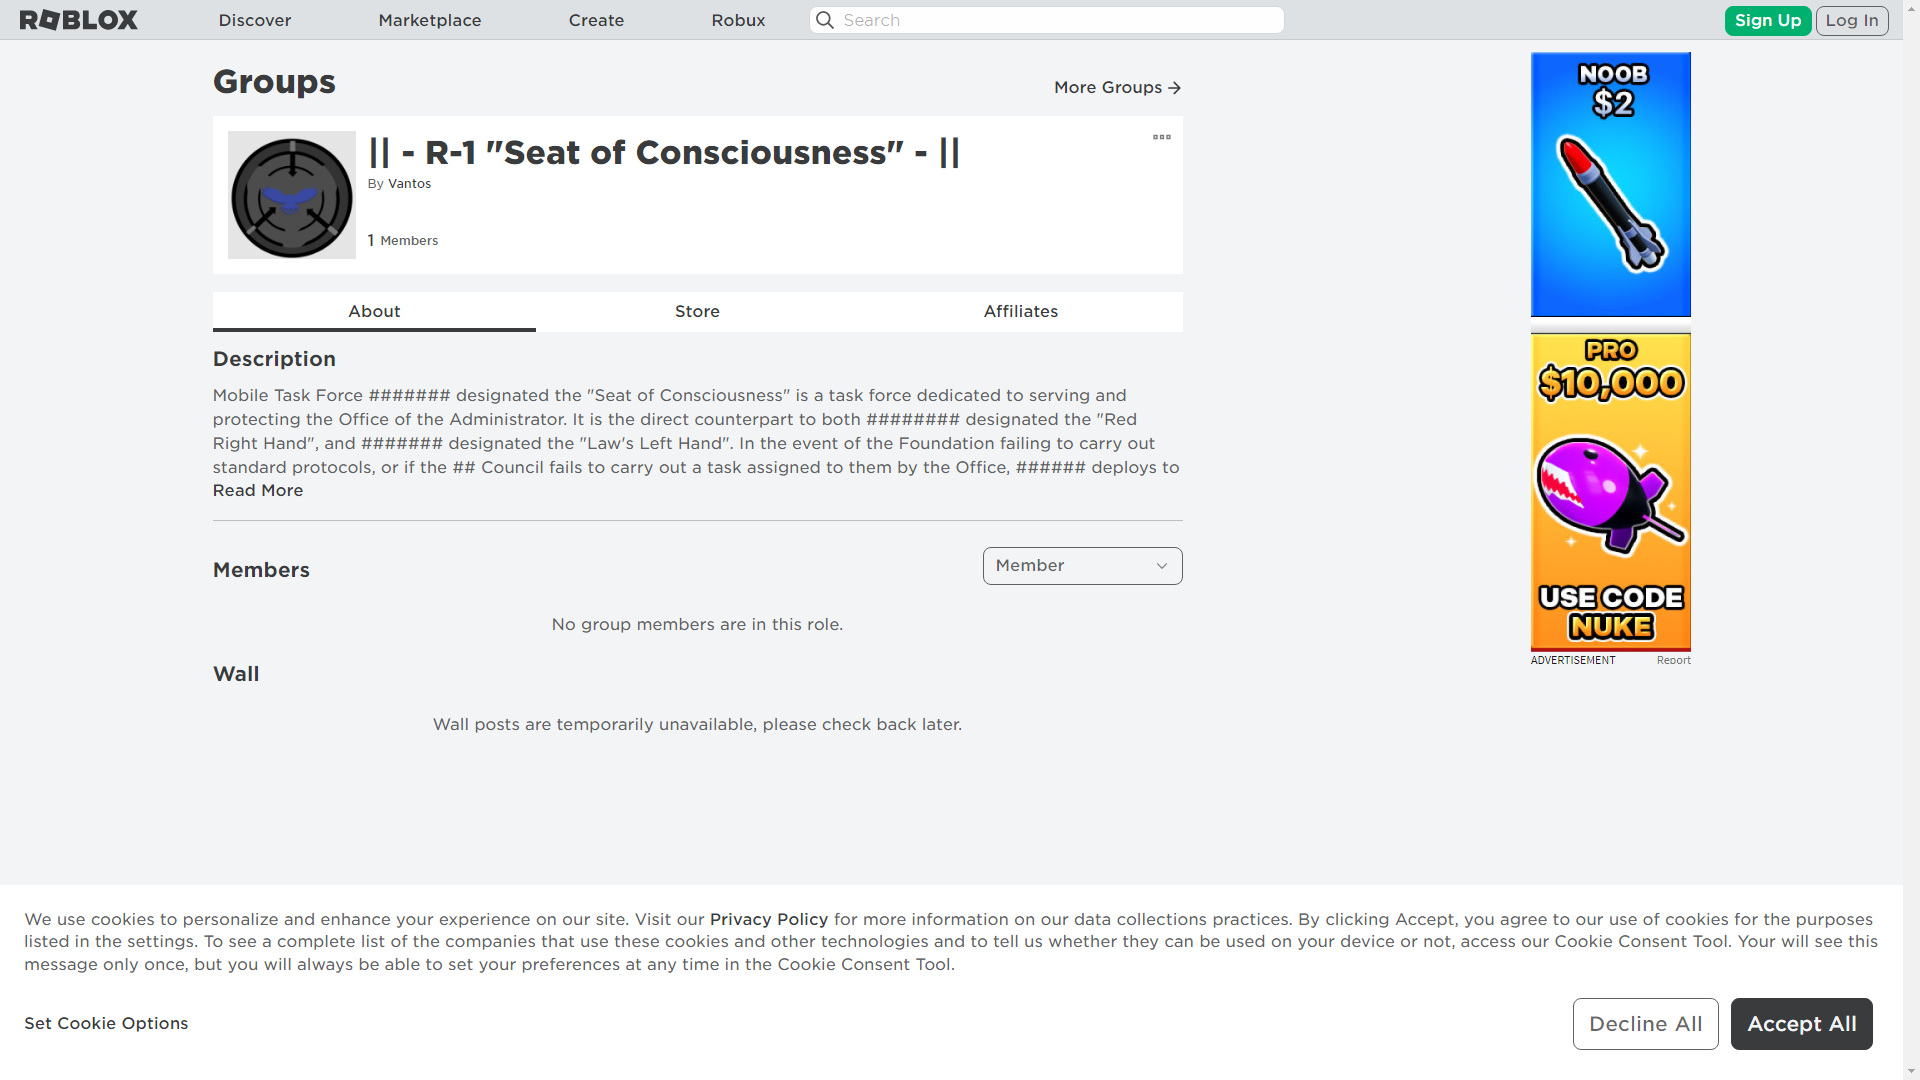 ROBLOX
Discover
Marketplace
Create
Robux
Search
Sign Up
Log In
Groups
More Groups
|| - R-1 "Seat of Consciousness" - ||
By Vantos
1 Members
About
Store
Affiliates
Description
Mobile Task Force ####### designated the "Seat of Consciousness" is a task force dedicated to serving and
protecting the Office of the Administrator. It is the direct counterpart to both ######## designated the "Red
Right Hand", and ####### designated the "Law's Left Hand". In the event of the Foundation failing to carry out
standard protocols, or if the ## Council fails to carry out a task assigned to them by the Office, ###### deploys to
Read More
Members
Member
No group members are in this role.
Wall
Wall posts are temporarily unavailable, please check back later.
NOOB
$2
PRO
$10,000
USE CODE
NUKE
ADVERTISEMENT
Report
We use cookies to personalize and enhance your experience on our site. Visit our Privacy Policy for more information on our data collections practices. By clicking Accept, you agree to our use of cookies for the purposes
listed in the settings. To see a complete list of the companies that use these cookies and other technologies and to tell us whether they can be used on your device or not, access our Cookie Consent Tool. Your will see this
message only once, but you will always be able to set your preferences at any time in the Cookie Consent Tool.
Set Cookie Options
Decline All
Accept All